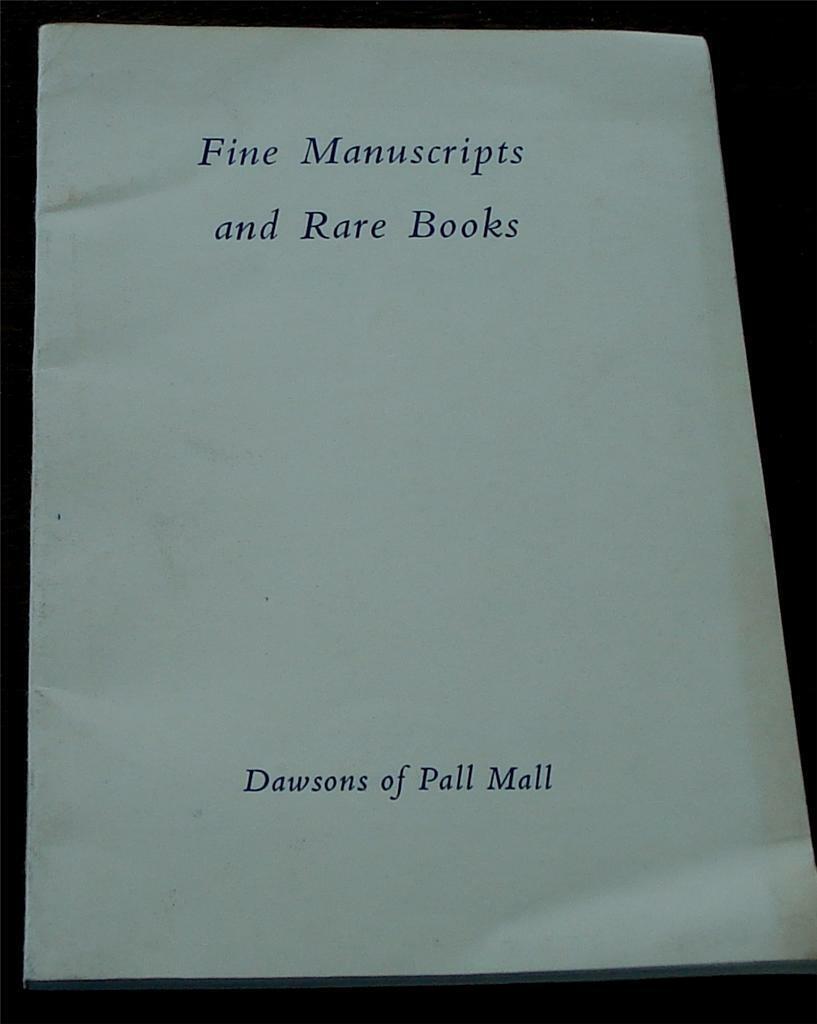 Fine Manuscripts
and Rare Books
Dawsons of Pall Mall